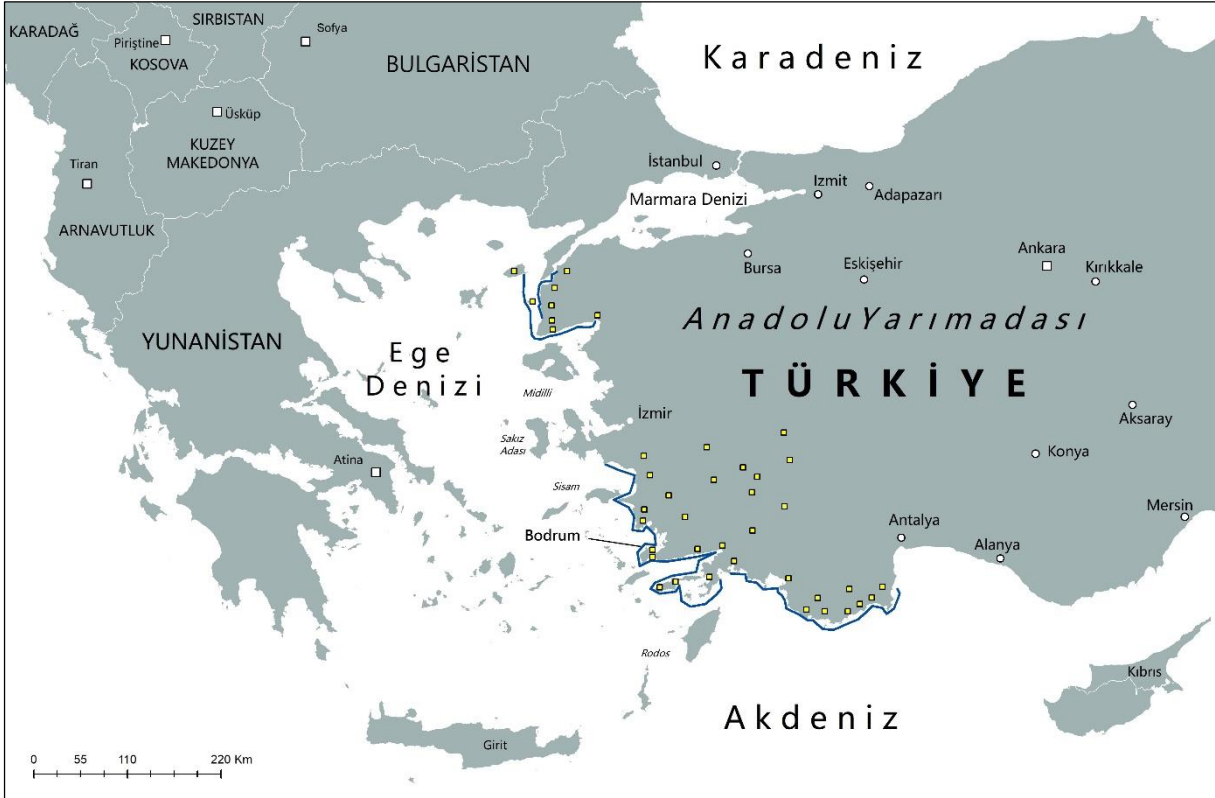 KARADAĞ
SIRBİSTAN
Sofya
Piriştine
KOSOVA
BULGARİSTAN
Karadeniz
Üsküp
KUZEY
MAKEDONYA
Tiran
ARNAVUTLUK
İstanbul
Marmara Denizi
Izmit
Adapazarı
Bursa
Eskişehir
Ankara
Kırıkkale
Anadolu Yarımadası
YUNANİSTAN
Ege
Denizi
TÜRKİYE
Midilli
İzmir
Aksaray
Sakız
Adası
Konya
Atina
Sisam
Bodrum
Antalya
Mersin
Alanya
Rodos
Kıbrıs
Akdeniz
Girit
0 55 110 220 Km